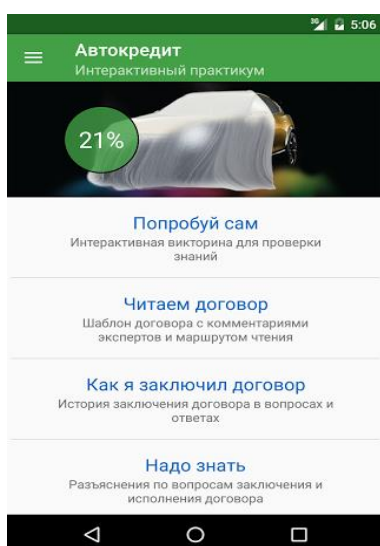 3G 5:06
Автокредит
Интерактивный практикум
21%
Попробуй сам
Интерактивная викторина для проверки
знаний
Читаем договор
Шаблон договора с комментариями
экспертов и маршрутом чтения
Как я заключил договор
История заключения договора в вопросах и
ответах
Надо знать
Разъяснения по вопросам заключения и
исполнения договора